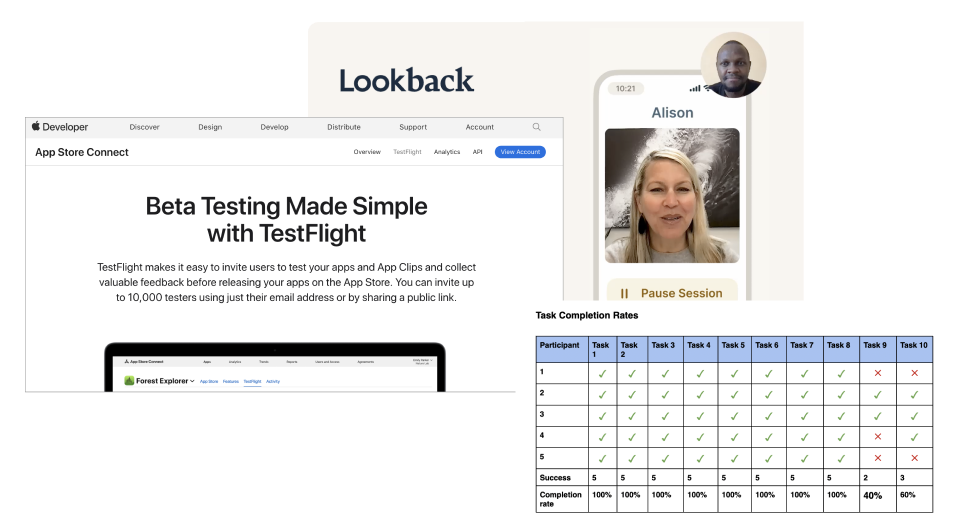 Lookback
10:21
Alison
Pause Session
Developer Discover Design Develop Distribute Support Account
App Store Connect Overview TestFlight Analytics API View Account
Beta Testing Made Simple
with TestFlight
TestFlight makes it easy to invite users to test your apps and App Clips and collect
valuable feedback before releasing your apps on the App Store. You can invite up
to 10,000 testers using just their email address or by sharing a public link.
App Store Connect Apps Analytics Trends Reports Users and Access Agreements
Forest Explorer App Store Features TestFlight Activity
Task Completion Rates
Participant Task 1 Task 2 Task 3 Task 4 Task 5 Task 6 Task 7 Task 8 Task 9 Task 10
1 ✓ ✓ ✓ ✓ ✓ ✓ ✓ ✓ ✕ ✕
2 ✓ ✓ ✓ ✓ ✓ ✓ ✓ ✓ ✓ ✓
3 ✓ ✓ ✓ ✓ ✓ ✓ ✓ ✓ ✓ ✓
4 ✓ ✓ ✓ ✓ ✓ ✓ ✓ ✓ ✕ ✓
5 ✓ ✓ ✓ ✓ ✓ ✓ ✓ ✓ ✕ ✕
Success 5 5 5 5 5 5 5 5 2 3
Completion rate 100% 100% 100% 100% 100% 100% 100% 100% 40% 60%